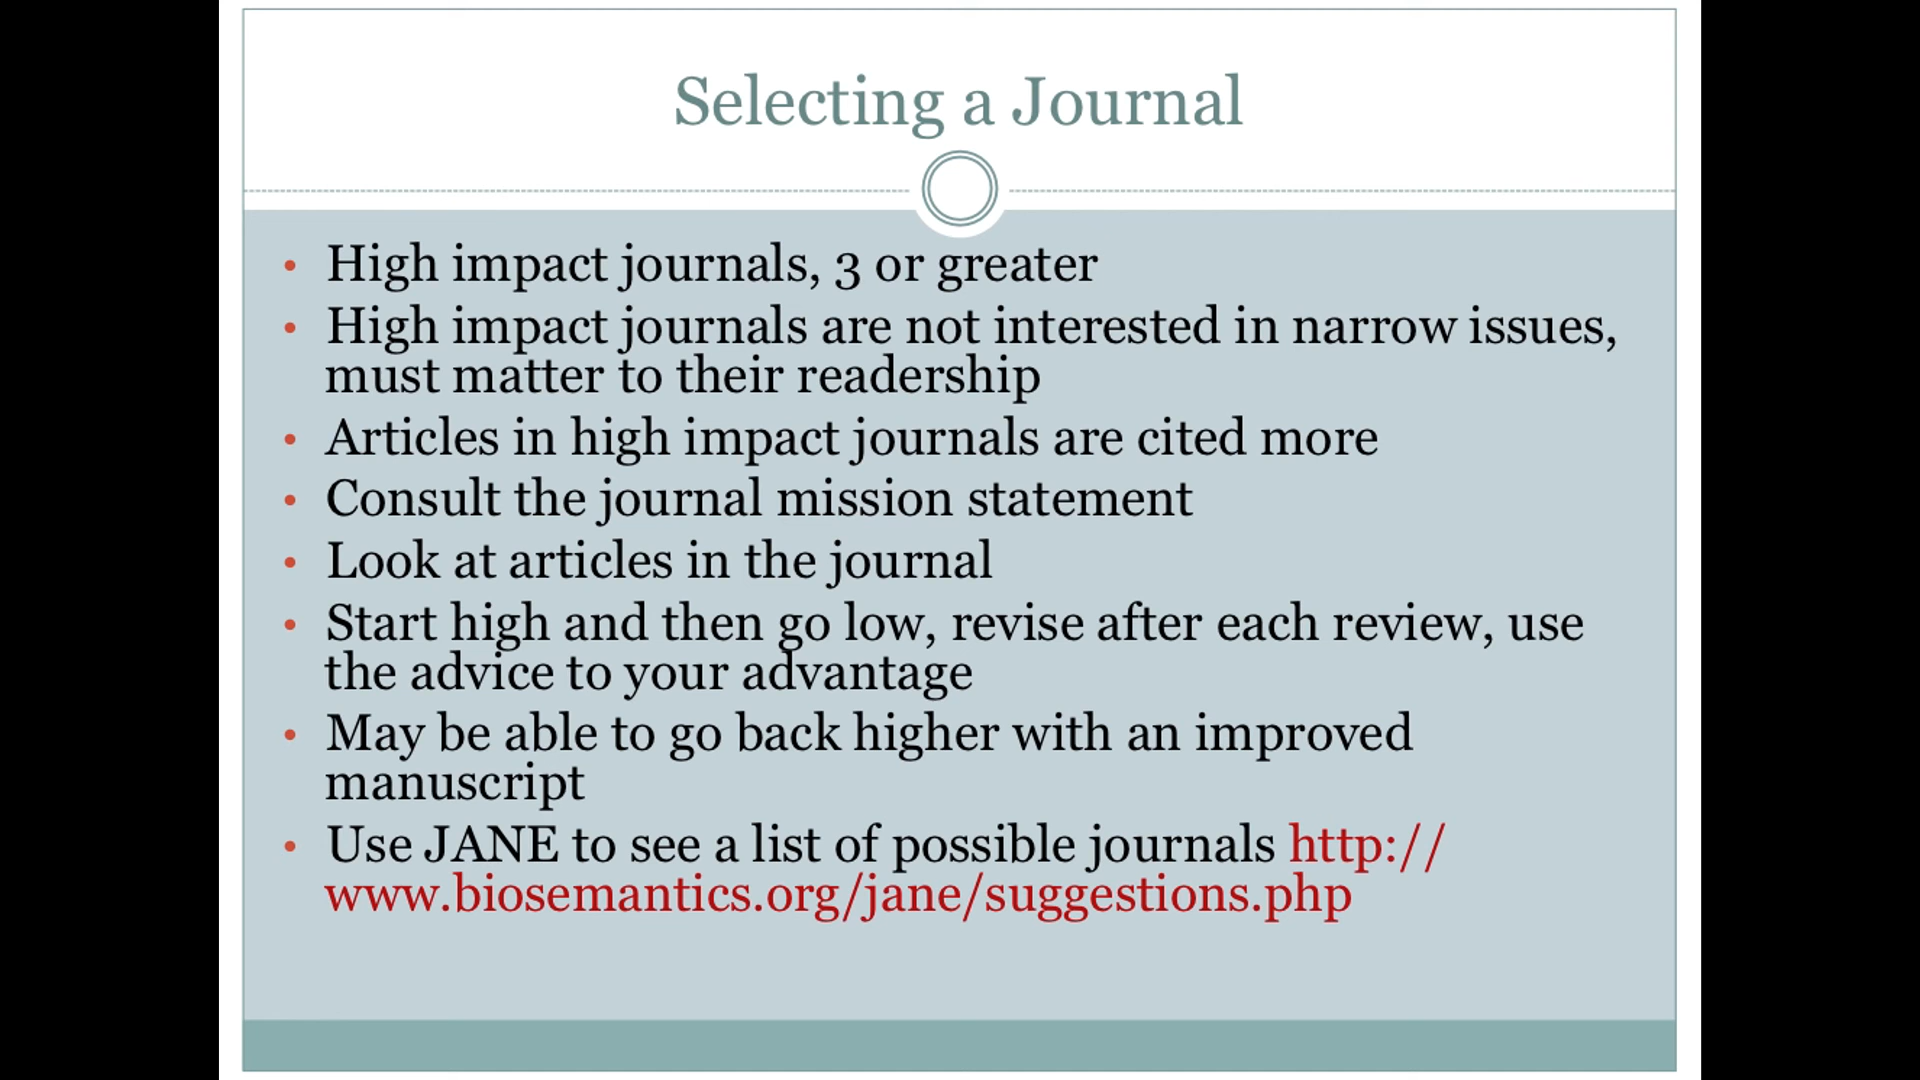 Selecting a Journal
• High impact journals, 3 or greater
• High impact journals are not interested in narrow issues,
must matter to their readership
• Articles in high impact journals are cited more
• Consult the journal mission statement
• Look at articles in the journal
• Start high and then go low, revise after each review, use
the advice to your advantage
• May be able to go back higher with an improved
manuscript
• Use JANE to see a list of possible journals http://
www.biosemantics.org/jane/suggestions.php